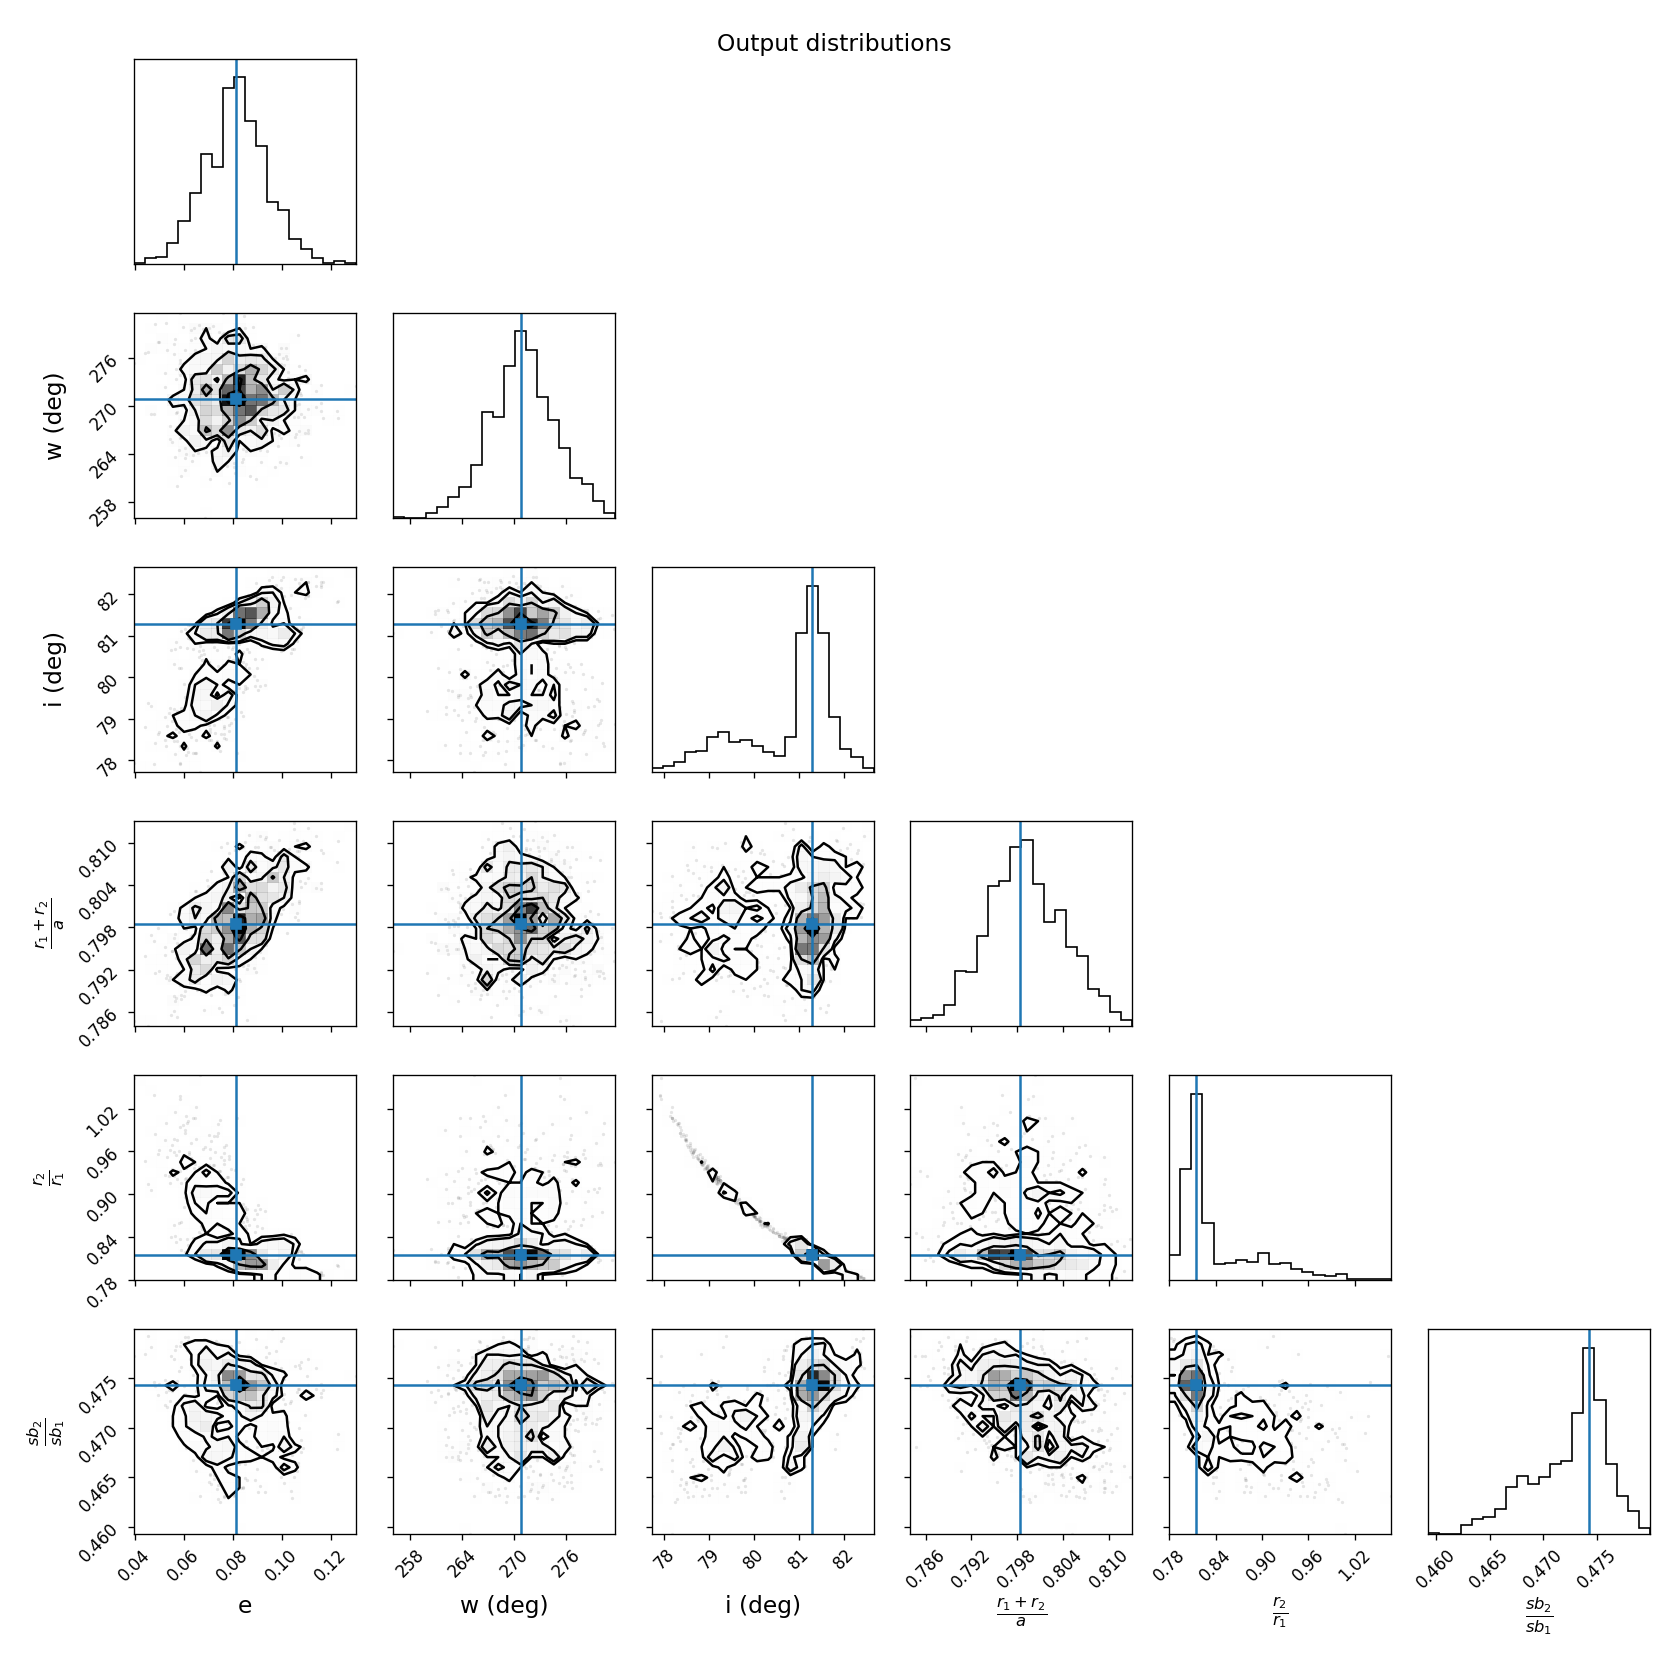 Output distributions
w (deg)
276
270
264
258
i (deg)
82
81
80
79
78
r₁ + r₂
a
0.810
0.804
0.798
0.792
0.786
r₂
r₁
1.02
0.96
0.90
0.84
0.78
sb₂
sb₁
0.475
0.470
0.465
0.460
0.04 0.06 0.08 0.10 0.12
258 264 270 276
78 79 80 81 82
0.786 0.792 0.798 0.804 0.810
0.78 0.84 0.90 0.96 1.02
0.460 0.465 0.470 0.475
e
w (deg)
i (deg)
r₁ + r₂
a
r₂
r₁
sb₂
sb₁